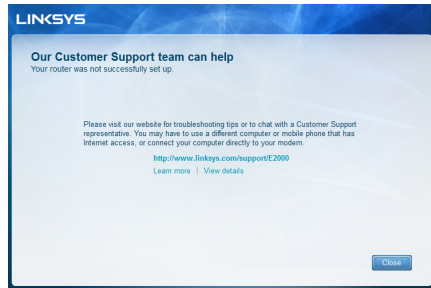 LINKSYS
Our Customer Support team can help
Your router was not successfully set up.
Please visit our website for troubleshooting tips or to chat with a Customer Support
representative. You may have to use a different computer or mobile phone that has
Internet access, or connect your computer directly to your modem.
http://www.linksys.com/support/E2000
Learn more | View details
Close